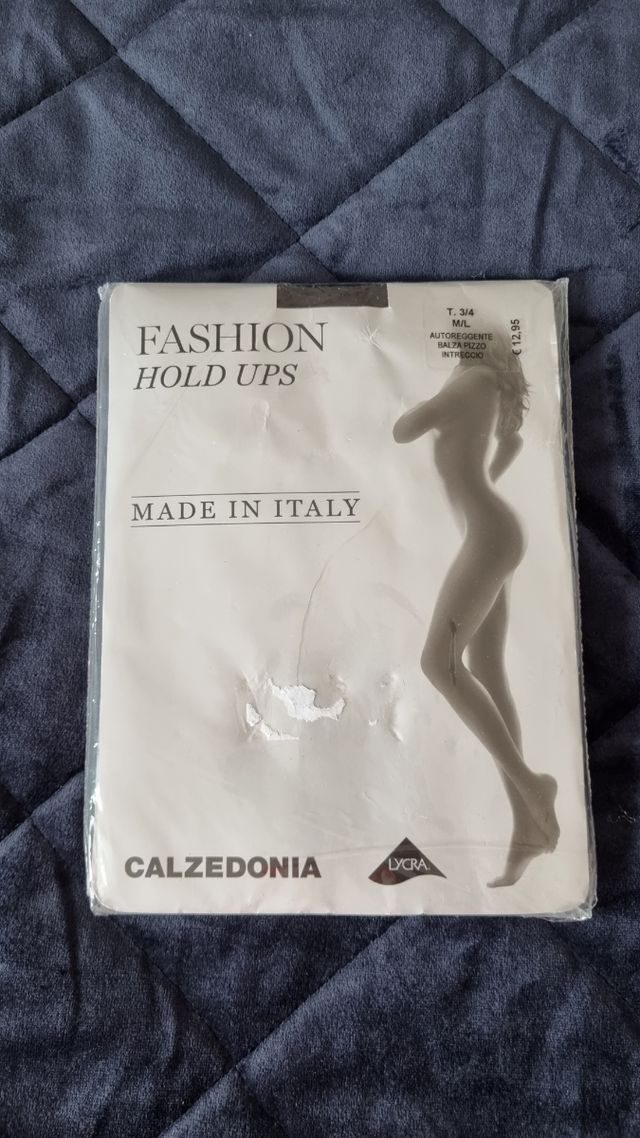 FASHION
HOLD UPS
T. 3/4
M/L
AUTOREGGENTE
BALZA PIZZO
INTRECCIO
€ 12,95
MADE IN ITALY
CALZEDONIA
LYCRA